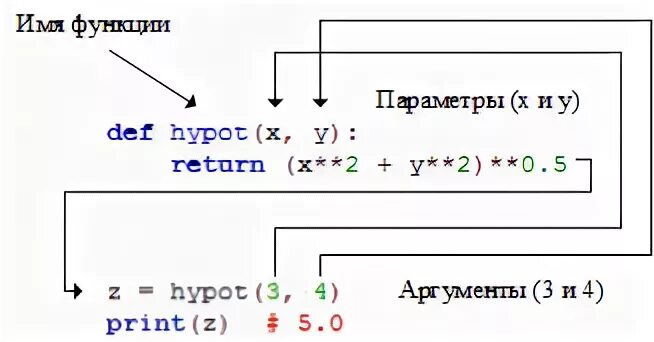 Имя функции
Параметры (x и y)
def hypot(x, y):
return (x**2 + y**2)**0.5
z = hypot(3, 4)
Аргументы (3 и 4)
print(z) # 5.0